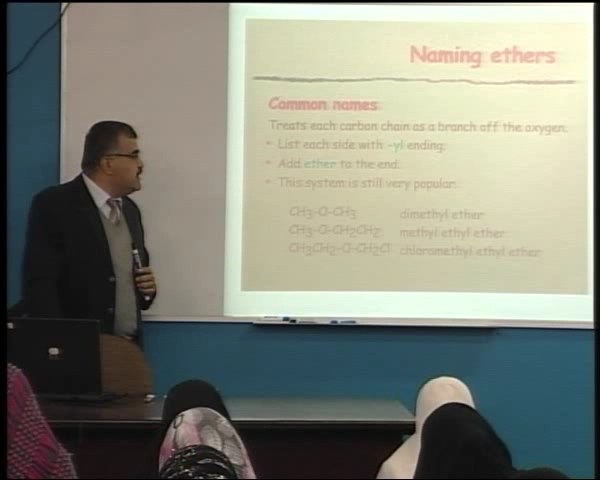 Naming ethers
Common names
Treats each carbon chain as a branch off the oxygen.
• List each side with -yl ending.
• Add ether to the end.
• This system is still very popular.
CH3-O-CH3 dimethyl ether
CH3-O-CH2CH2 methyl ethyl ether
CH3CH2-O-CH2Cl chloromethyl ethyl ether